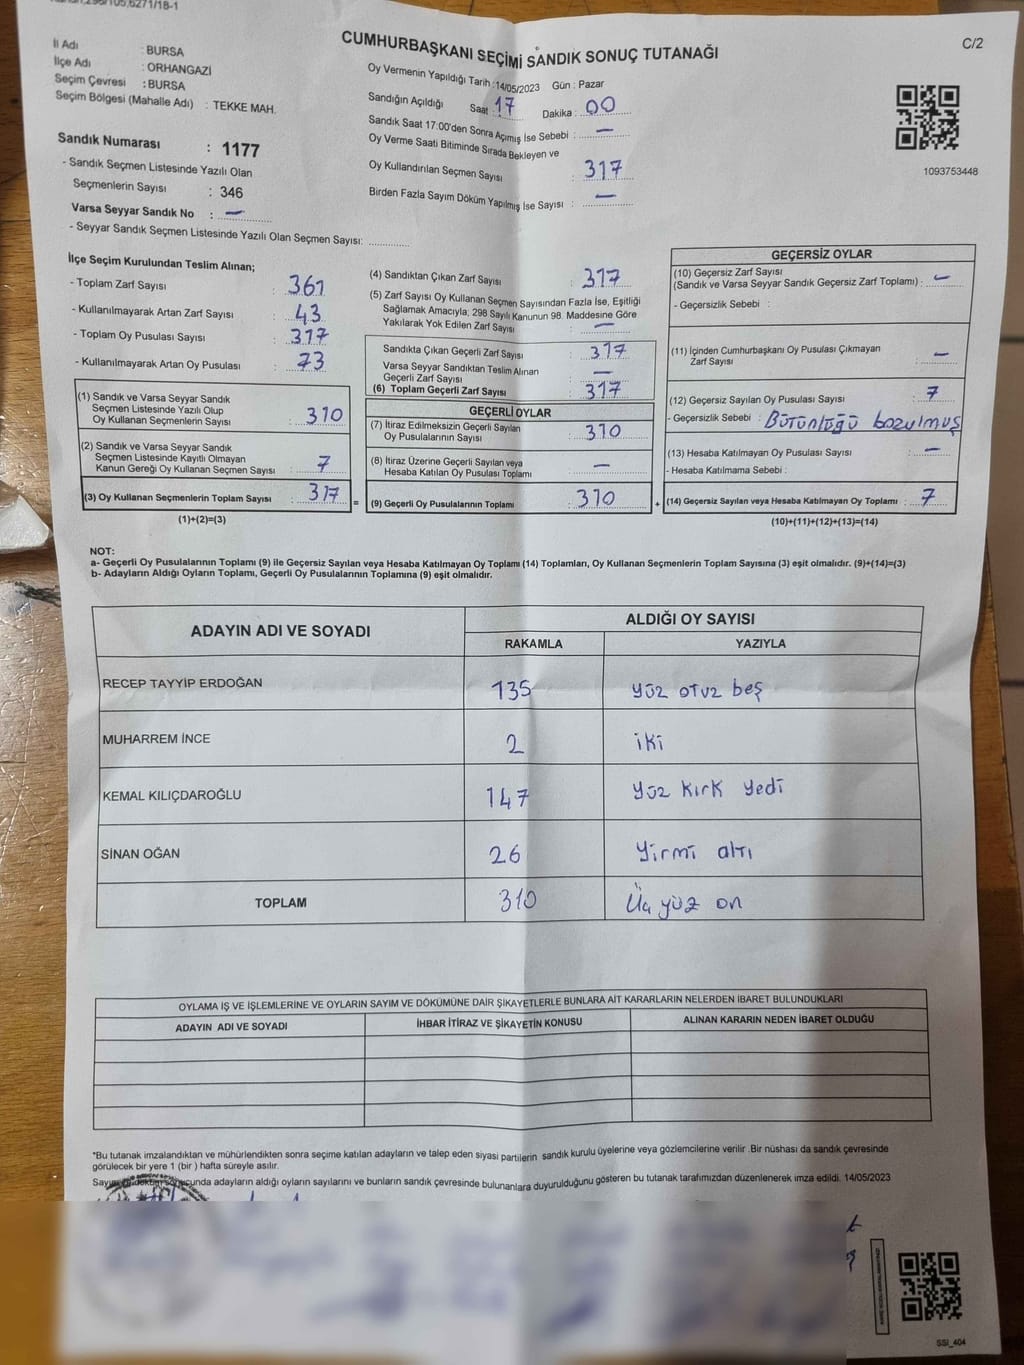 C/2
CUMHURBAŞKANI SEÇİMİ SANDIK SONUÇ TUTANAĞI
İl Adı : BURSA
İlçe Adı : ORHANGAZİ
Seçim Çevresi : BURSA
Seçim Bölgesi (Mahalle Adı) : TEKKE MAH.
Oy Vermenin Yapıldığı Tarih :14/05/2023 Gün : Pazar
Sandığın Açıldığı Saat 17 Dakika : 00
Sandık Saat 17:00'den Sonra Açımış İse Sebebi : —
Oy Verme Saati Bitiminde Sırada Bekleyen ve
Oy Kullandırılan Seçmen Sayısı : 317
Birden Fazla Sayım Döküm Yapılmış İse Sayısı : —
1093753448
Sandık Numarası : 1177
- Sandık Seçmen Listesinde Yazılı Olan
Seçmenlerin Sayısı : 346
Varsa Seyyar Sandık No : —
- Seyyar Sandık Seçmen Listesinde Yazılı Olan Seçmen Sayısı: ............
İlçe Seçim Kurulundan Teslim Alınan;
- Toplam Zarf Sayısı : 361
- Kullanılmayarak Artan Zarf Sayısı : 43
- Toplam Oy Pusulası Sayısı : 317
- Kullanılmayarak Artan Oy Pusulası : 73
(1) Sandık ve Varsa Seyyar Sandık
Seçmen Listesinde Yazılı Olup
Oy Kullanan Seçmenlerin Sayısı : 310
(2) Sandık ve Varsa Seyyar Sandık
Seçmen Listesinde Kayıtlı Olmayan
Kanun Gereği Oy Kullanan Seçmen Sayısı : 7
(3) Oy Kullanan Seçmenlerin Toplam Sayısı : 317
(1)+(2)=(3)
(4) Sandıktan Çıkan Zarf Sayısı : 317
(5) Zarf Sayısı Oy Kullanan Seçmen Sayısından Fazla İse, Eşitliği
Sağlamak Amacıyla; 298 Sayılı Kanunun 98. Maddesine Göre
Yakılarak Yok Edilen Zarf Sayısı : —
Sandıkta Çıkan Geçerli Zarf Sayısı : 317
Varsa Seyyar Sandıktan Teslim Alınan
Geçerli Zarf Sayısı : —
(6) Toplam Geçerli Zarf Sayısı : 317
GEÇERLİ OYLAR
(7) İtiraz Edilmeksizin Geçerli Sayılan
Oy Pusulalarının Sayısı : 310
(8) İtiraz Üzerine Geçerli Sayılan veya
Hesaba Katılan Oy Pusulası Toplamı : —
= (9) Geçerli Oy Pusulalarının Toplamı : 310
GEÇERSİZ OYLAR
(10) Geçersiz Zarf Sayısı
(Sandık ve Varsa Seyyar Sandık Geçersiz Zarf Toplamı) : —
- Geçersizlik Sebebi :
(11) İçinden Cumhurbaşkanı Oy Pusulası Çıkmayan
Zarf Sayısı : —
(12) Geçersiz Sayılan Oy Pusulası Sayısı : 7
- Geçersizlik Sebebi : Bütünlüğü bozulmuş
(13) Hesaba Katılmayan Oy Pusulası Sayısı : —
- Hesaba Katılmama Sebebi :
+ (14) Geçersiz Sayılan veya Hesaba Katılmayan Oy Toplamı : 7
(10)+(11)+(12)+(13)=(14)
NOT:
a- Geçerli Oy Pusulalarının Toplamı (9) ile Geçersiz Sayılan veya Hesaba Katılmayan Oy Toplamı (14) Toplamları, Oy Kullanan Seçmenlerin Toplam Sayısına (3) eşit olmalıdır. (9)+(14)=(3)
b- Adayların Aldığı Oyların Toplamı, Geçerli Oy Pusulalarının Toplamına (9) eşit olmalıdır.
ADAYIN ADI VE SOYADI ALDIĞI OY SAYISI
RAKAMLA YAZIYLA
RECEP TAYYİP ERDOĞAN 135 yüz otuz beş
MUHARREM İNCE 2 iki
KEMAL KILIÇDAROĞLU 147 yüz kırk yedi
SİNAN OĞAN 26 yirmi altı
TOPLAM 310 Üç yüz on
OYLAMA İŞ VE İŞLEMLERİNE VE OYLARIN SAYIM VE DÖKÜMÜNE DAİR ŞİKAYETLERLE BUNLARA AİT KARARLARIN NELERDEN İBARET BULUNDUKLARI
ADAYIN ADI VE SOYADI İHBAR İTİRAZ VE ŞİKAYETİN KONUSU ALINAN KARARIN NEDEN İBARET OLDUĞU
*Bu tutanak imzalandıktan ve mühürlendikten sonra seçime katılan adayların ve talep eden siyasi partilerin sandık kurulu üyelerine veya gözlemcilerine verilir .Bir nüshası da sandık çevresinde
görülecek bir yere 1 (bir ) hafta süreyle asılır.
adayların aldığı oyların sayılarını ve bunların sandık çevresinde bulunanlara duyurulduğunu gösteren bu tutanak tarafımızdan düzenlenerek imza edildi. 14/05/2023
SSI_404